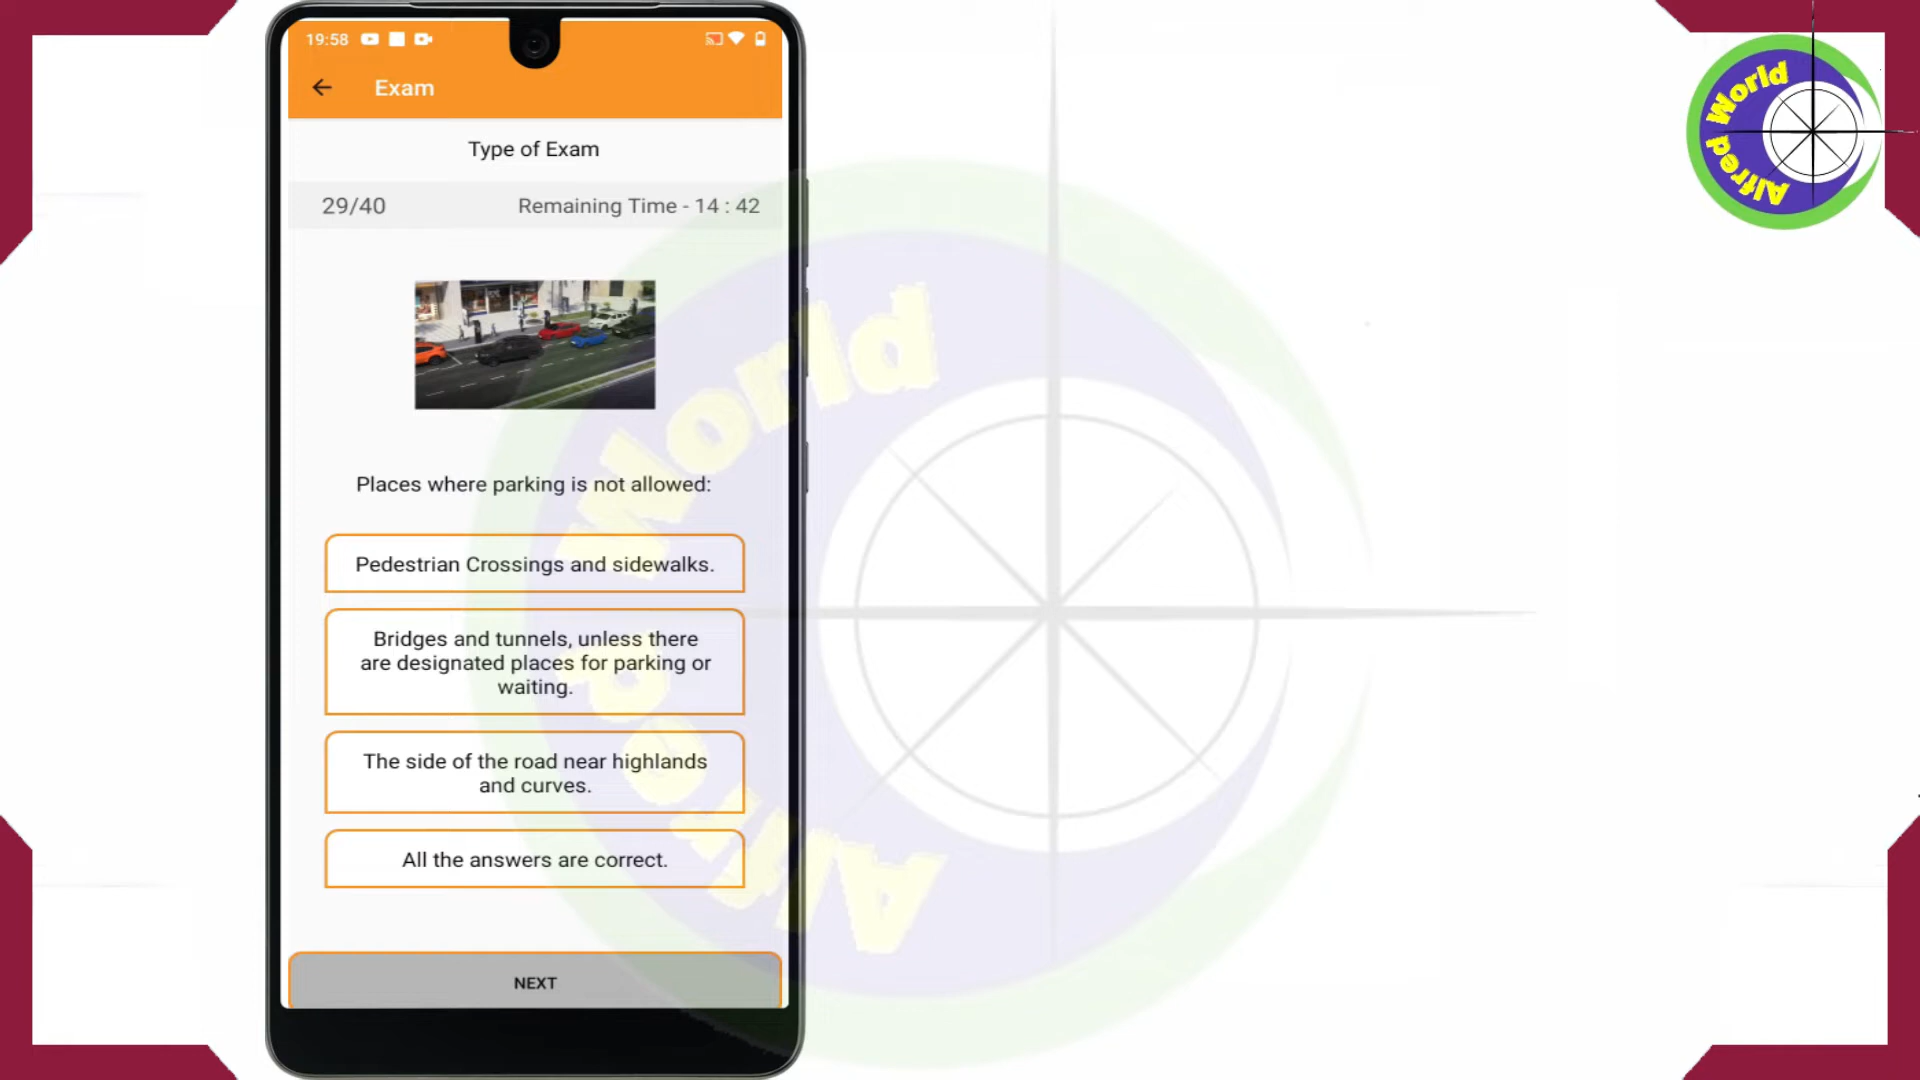 19:58
Exam
Type of Exam
29/40
Remaining Time - 14 : 42
Places where parking is not allowed:
Pedestrian Crossings and sidewalks.
Bridges and tunnels, unless there
are designated places for parking or
waiting.
The side of the road near highlands
and curves.
All the answers are correct.
NEXT
Alfred World
Alfred World